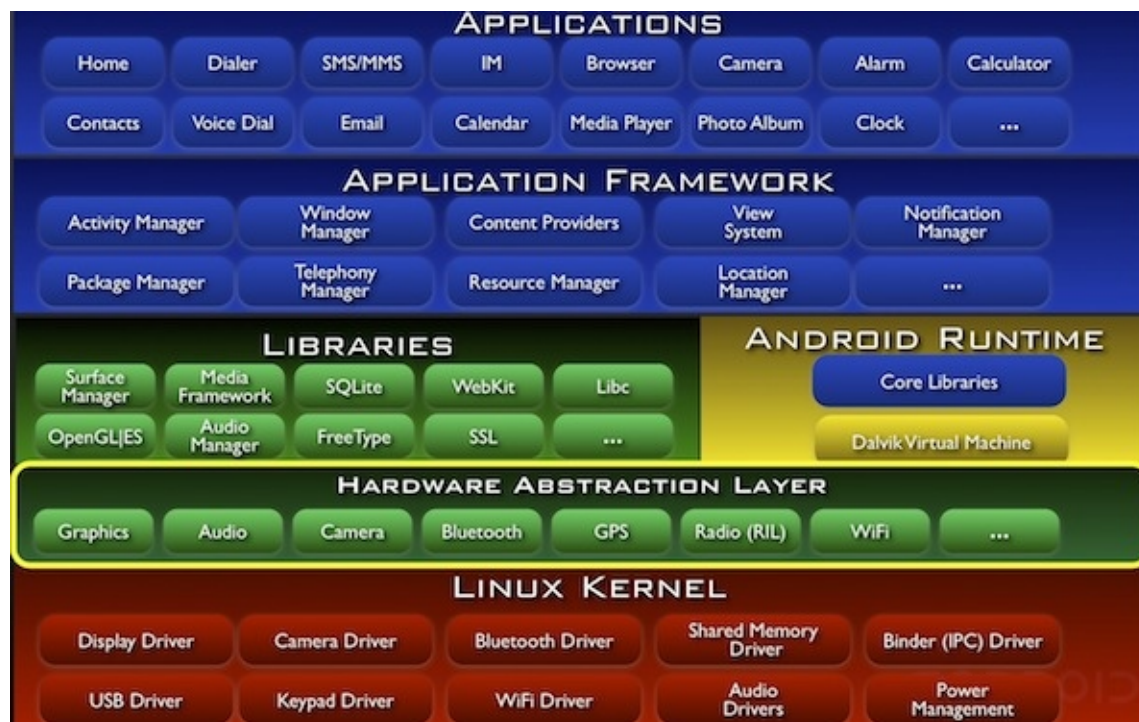 APPLICATIONS
Home Dialer SMS/MMS IM Browser Camera Alarm Calculator
Contacts Voice Dial Email Calendar Media Player Photo Album Clock ...
APPLICATION FRAMEWORK
Activity Manager Window Manager Content Providers View System Notification Manager
Package Manager Telephony Manager Resource Manager Location Manager ...
LIBRARIES
Surface Manager Media Framework SQLite WebKit Libc
OpenGL|ES Audio Manager FreeType SSL ...
ANDROID RUNTIME
Core Libraries
Dalvik Virtual Machine
HARDWARE ABSTRACTION LAYER
Graphics Audio Camera Bluetooth GPS Radio (RIL) WiFi ...
LINUX KERNEL
Display Driver Camera Driver Bluetooth Driver Shared Memory Driver Binder (IPC) Driver
USB Driver Keypad Driver WiFi Driver Audio Drivers Power Management